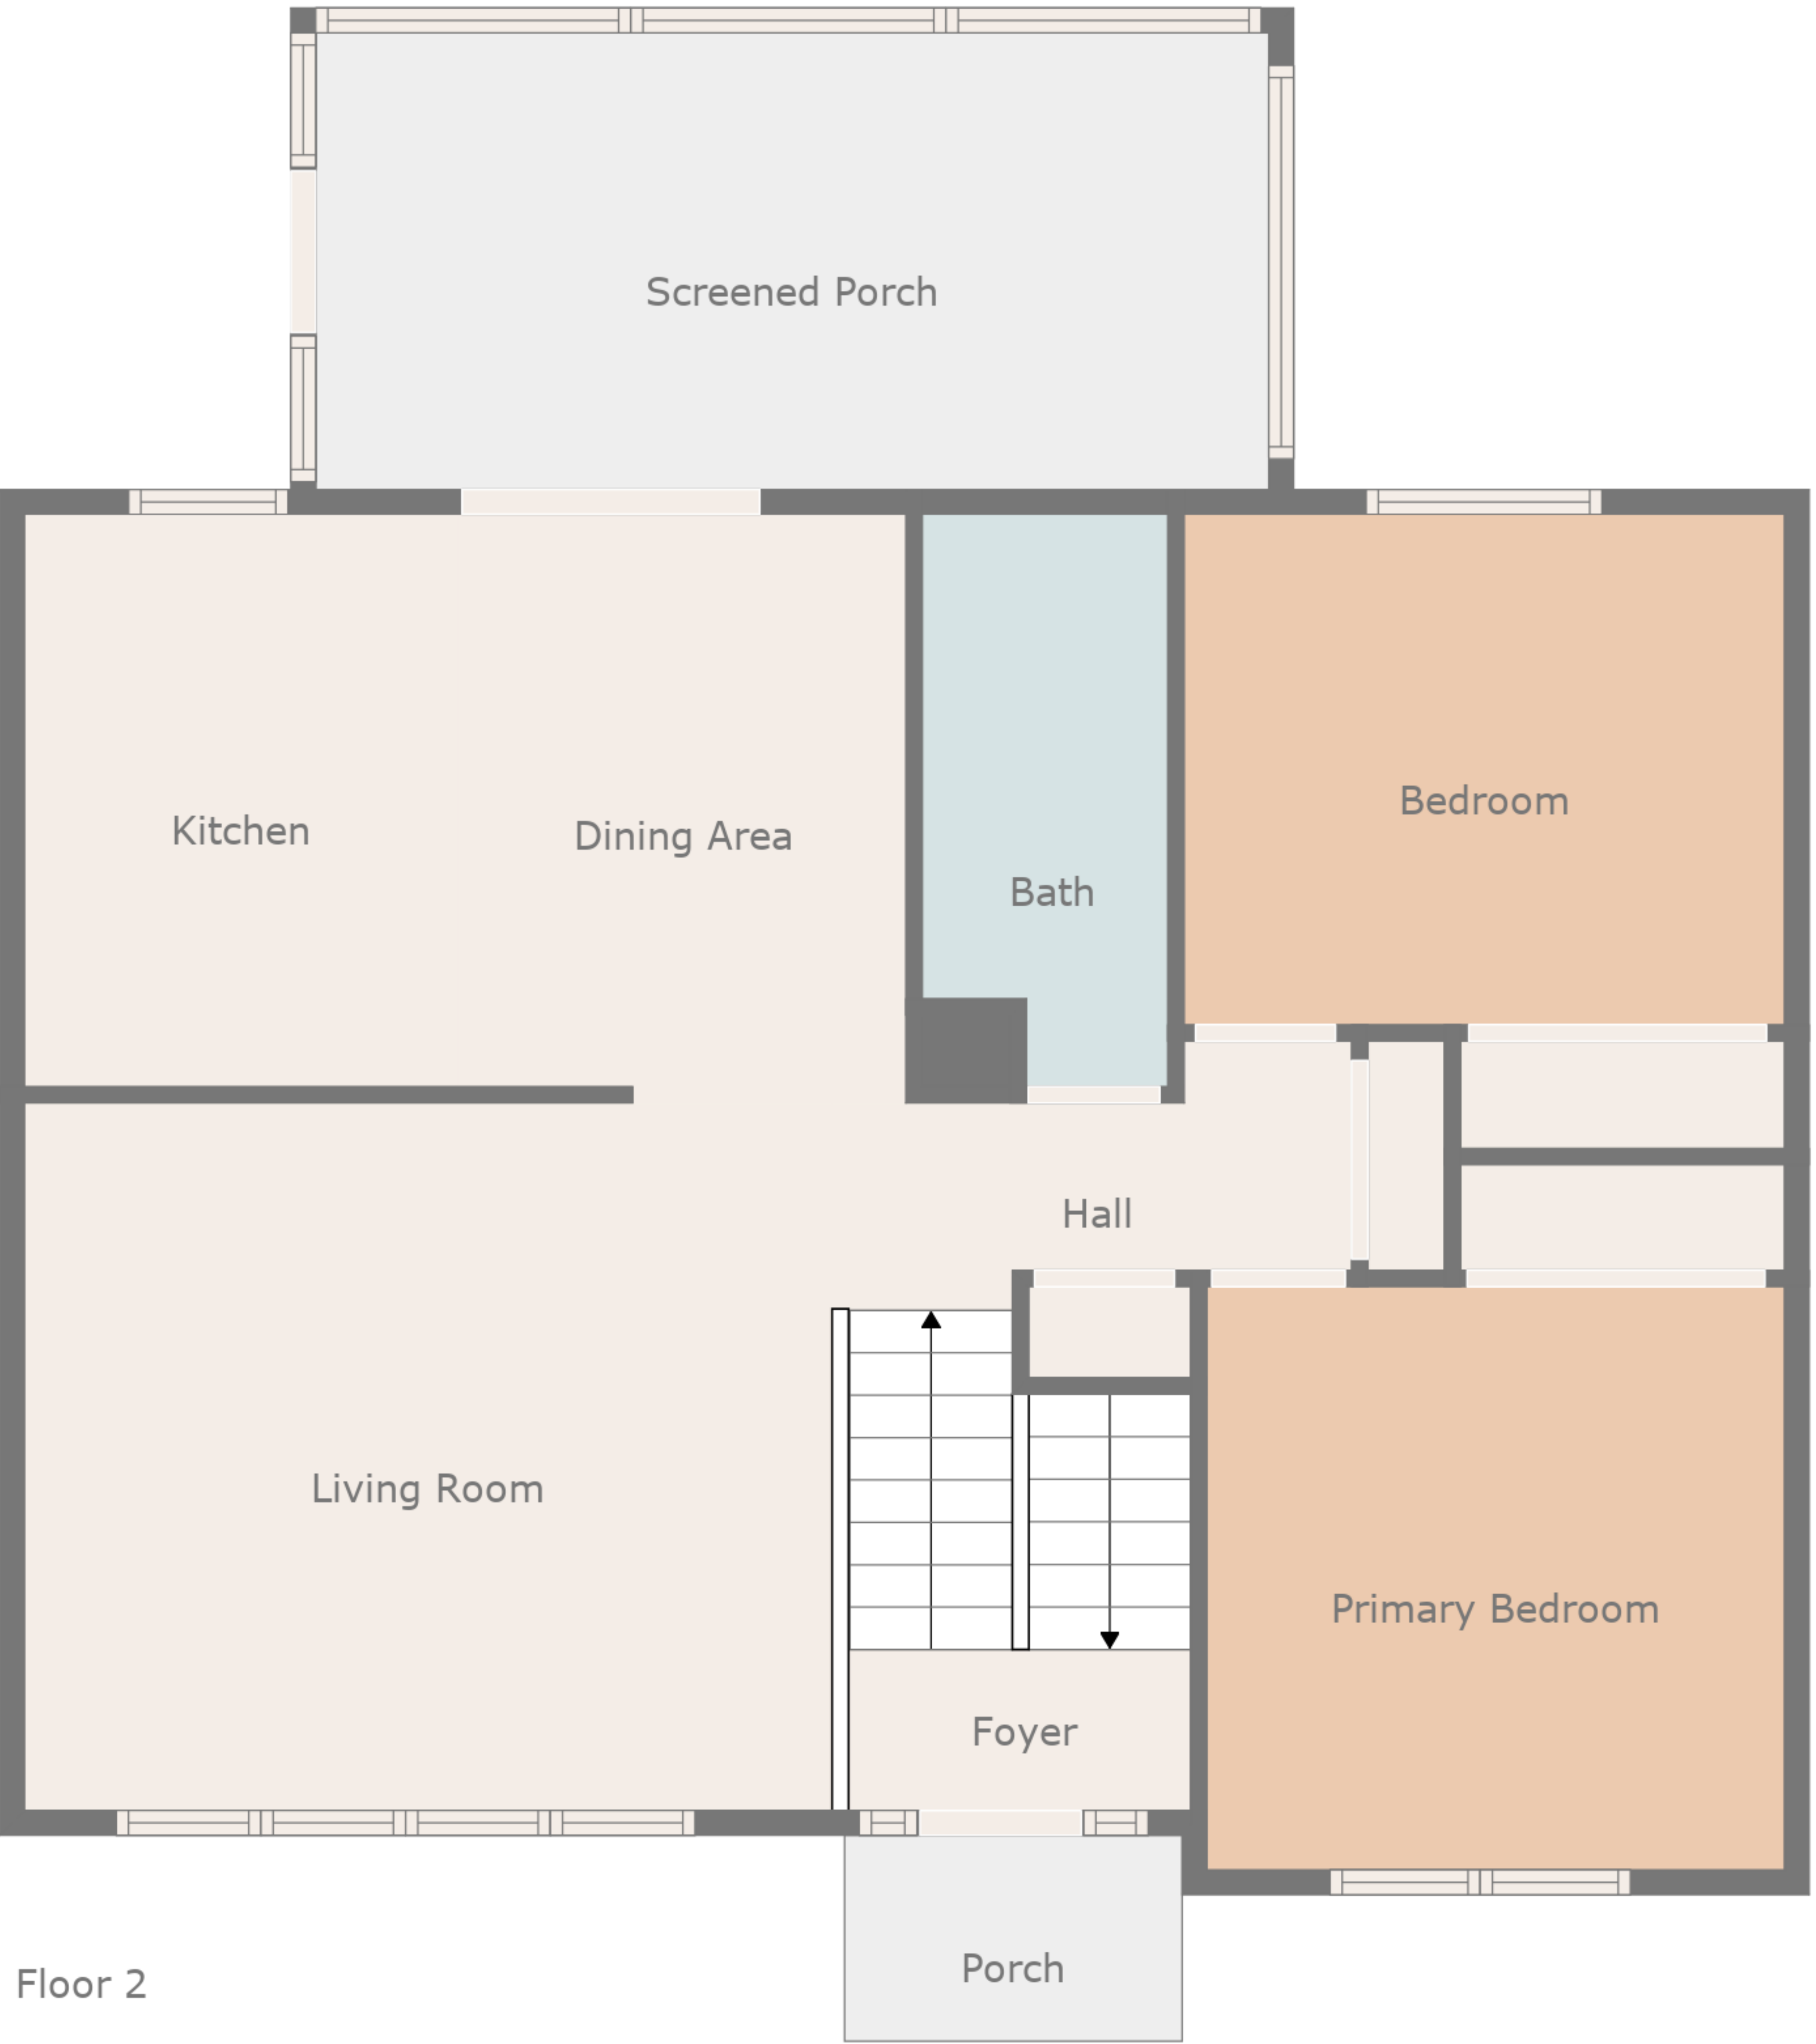 Screened Porch
Kitchen
Dining Area
Bedroom
Bath
Hall
Living Room
Primary Bedroom
Foyer
Porch
Floor 2